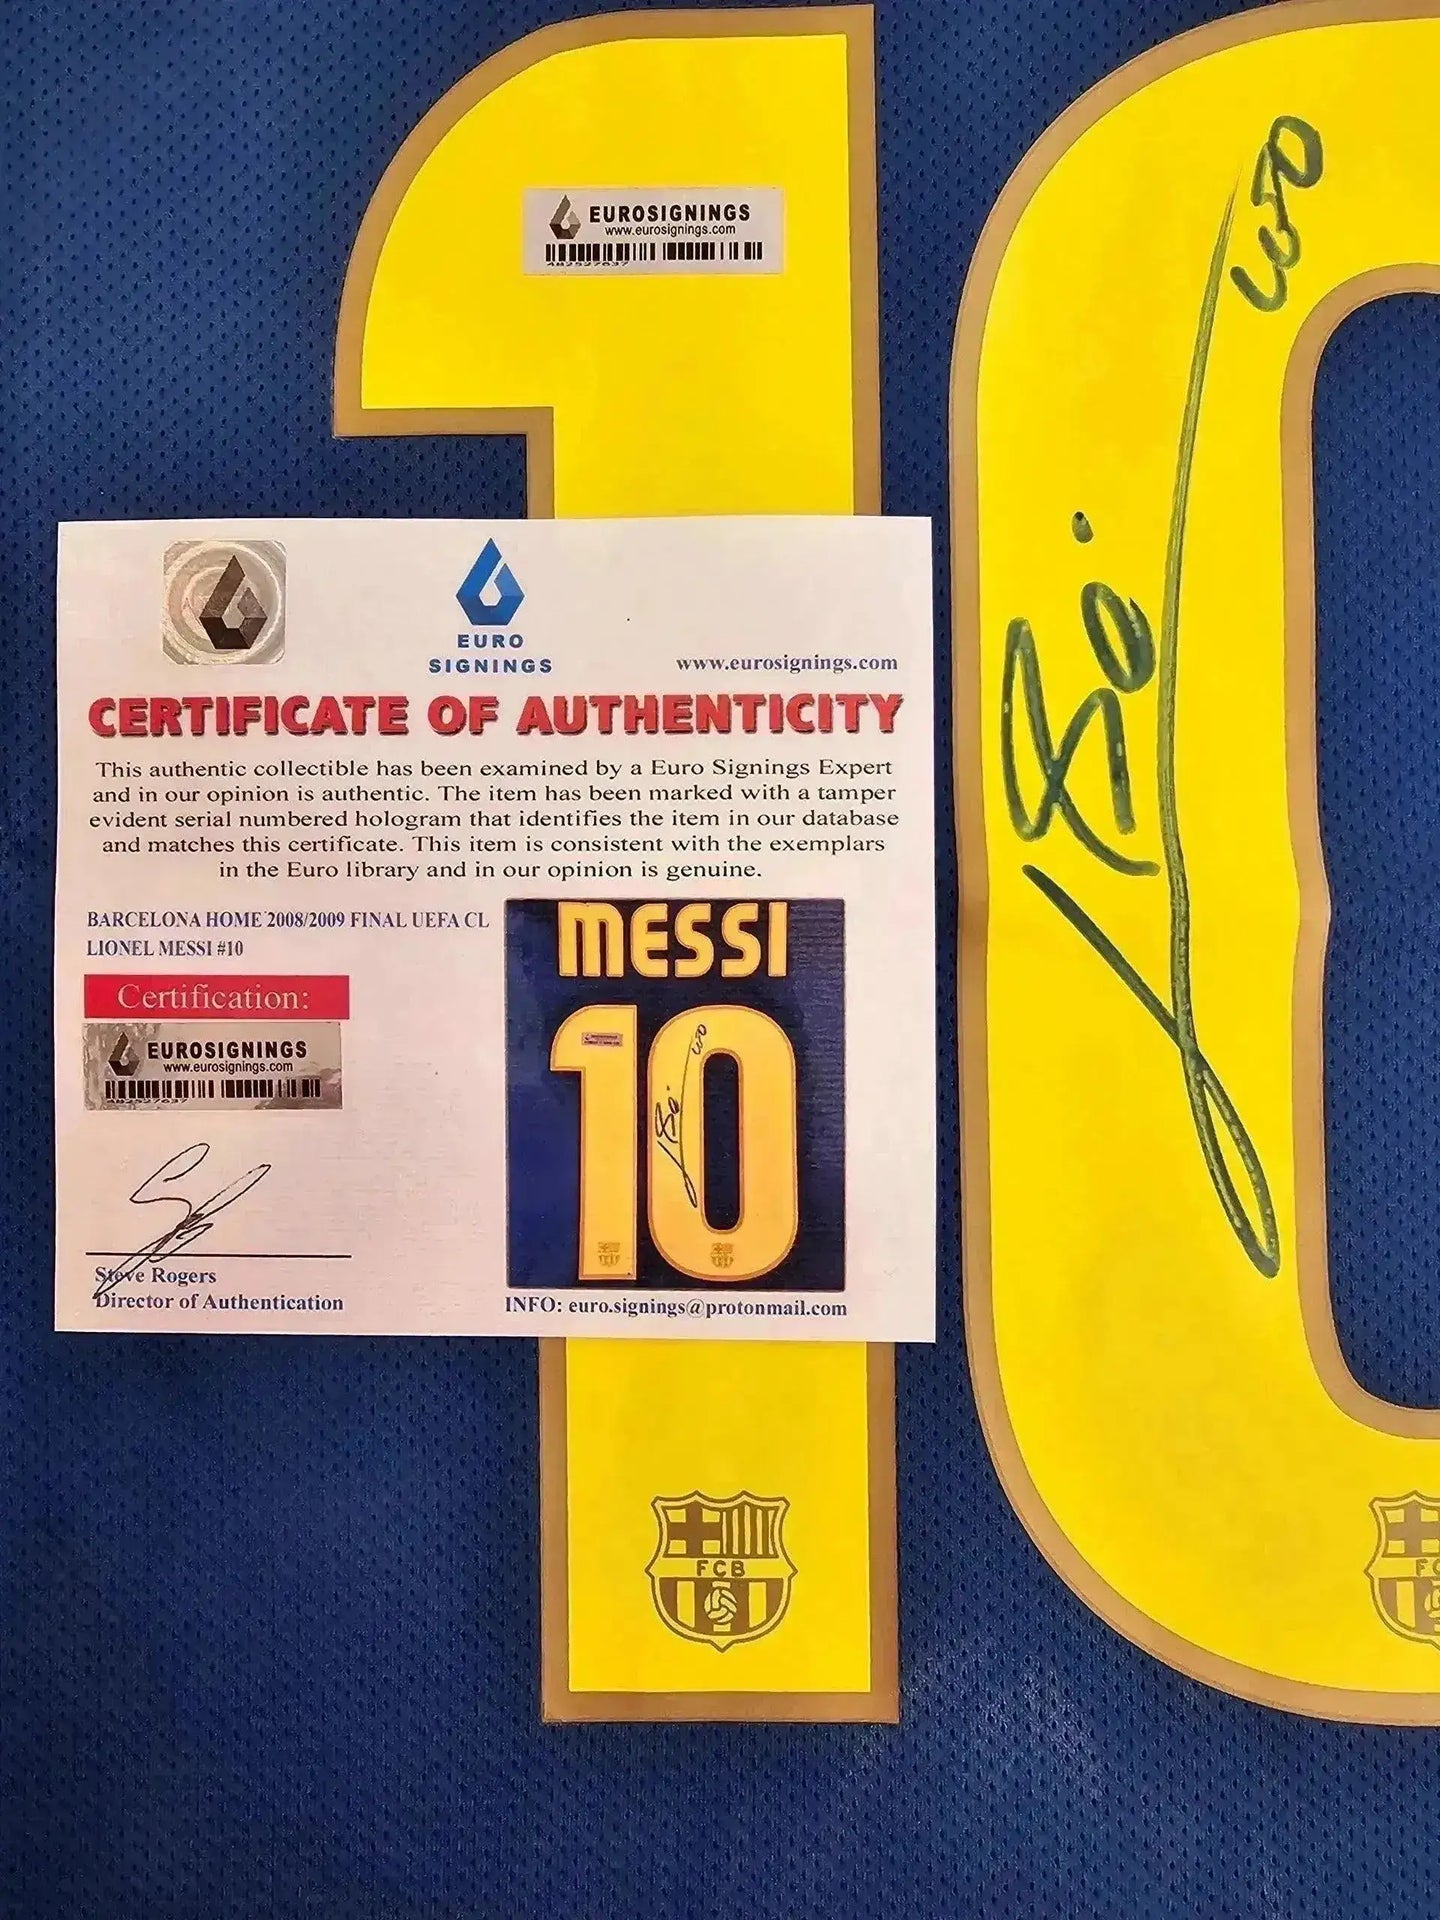 10
EUROSIGNINGS
www.eurosignings.com
482527637
EURO
SIGNINGS
www.eurosignings.com
CERTIFICATE OF AUTHENTICITY
This authentic collectible has been examined by a Euro Signings Expert
and in our opinion is authentic. The item has been marked with a tamper
evident serial numbered hologram that identifies the item in our database
and matches this certificate. This item is consistent with the exemplars
in the Euro library and in our opinion is genuine.
BARCELONA HOME 2008/2009 FINAL UEFA CL
LIONEL MESSI #10
Certification:
EUROSIGNINGS
www.eurosignings.com
482527637
Steve Rogers
Director of Authentication
MESSI
10
INFO: euro.signings@protonmail.com
FCB
FC